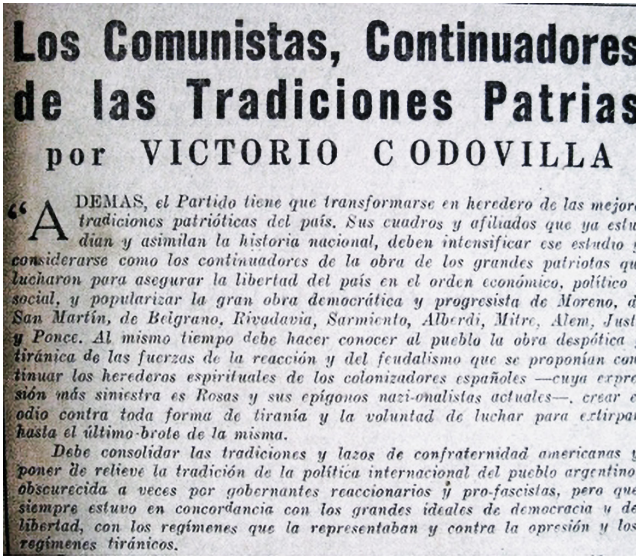 Los Comunistas, Continuadores
de las Tradiciones Patrias
por VICTORIO CODOVILLA
“ADEMAS, el Partido tiene que transformarse en heredero de las mejor
tradiciones patrióticas del país. Sus cuadros y afiliados que ya estu
dian y asimilan la historia nacional, deben intensificar ese estudio
considerarse como los continuadores de la obra de los grandes patriotas qu
lucharon para asegurar la libertad del país en el orden económico, político
social, y popularizar la gran obra democrática y progresista de Moreno, d
San Martín, de Belgrano, Rivadavia, Sarmiento, Alberdi, Mitre, Alem, Just
y Ponce. Al mismo tiempo debe hacer conocer al pueblo la obra despótica y
tiránica de las fuerzas de la reacción y del feudalismo que se proponían con
tinuar los herederos espirituales de los colonizadores españoles —cuya expre
sión más siniestra es Rosas y sus epígonos nazi-onalistas actuales—, crear e
odio contra toda forma de tiranía y la voluntad de luchar para extirpa
hasta el último brote de la misma.
Debe consolidar las tradiciones y lazos de confraternidad americanas y
poner de relieve la tradición de la política internacional del pueblo argentino
obscurecida a veces por gobernantes reaccionarios y pro-fascistas, pero que
siempre estuvo en concordancia con los grandes ideales de democracia y de
libertad, con los regímenes que la representaban y contra la opresión y los
regímenes tiránicos.